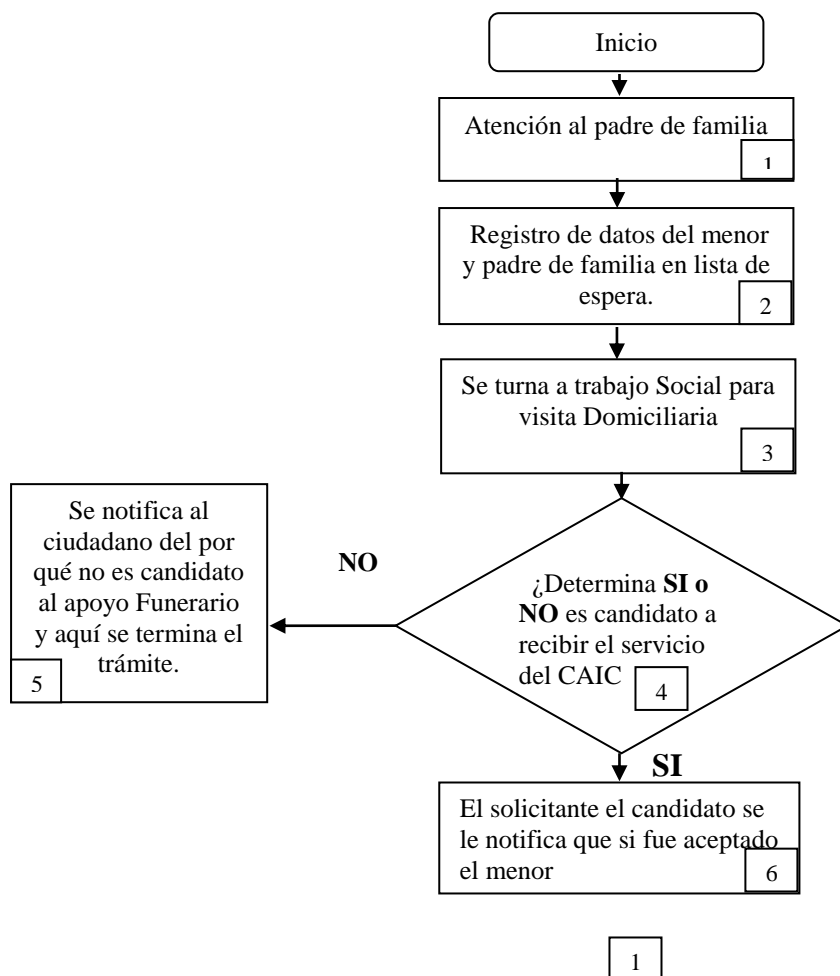 Inicio
Atención al padre de familia
1
Registro de datos del menor
y padre de familia en lista de
espera.
2
Se turna a trabajo Social para
visita Domiciliaria
3
¿Determina SI o
NO es candidato a
recibir el servicio
del CAIC
4
NO
Se notifica al
ciudadano del por
qué no es candidato
al apoyo Funerario
y aquí se termina el
trámite.
5
SI
El solicitante el candidato se
le notifica que si fue aceptado
el menor
6
1